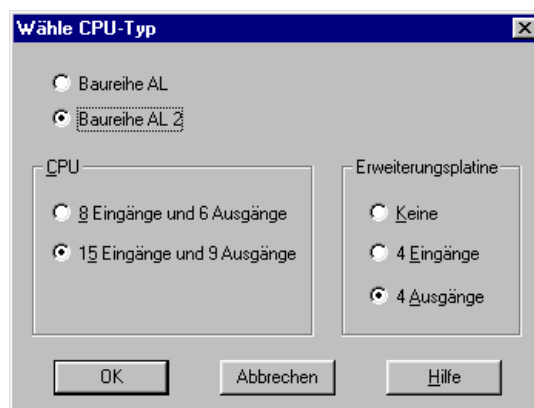 Wähle CPU-Typ
Baureihe AL
Baureihe AL 2
CPU
8 Eingänge und 6 Ausgänge
15 Eingänge und 9 Ausgänge
Erweiterungsplatine
Keine
4 Eingänge
4 Ausgänge
OK
Abbrechen
Hilfe